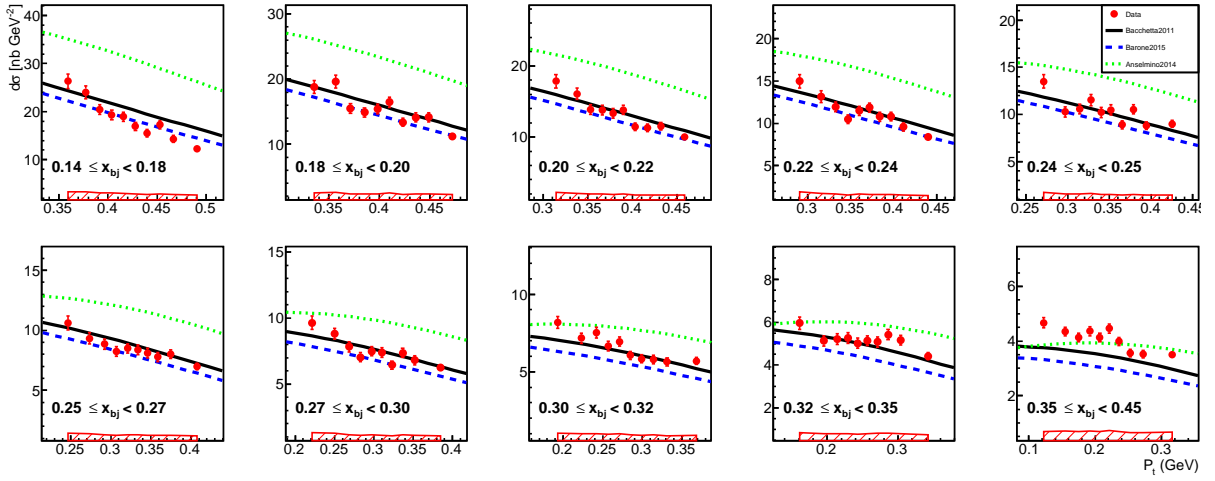 dσ [nb GeV⁻²]
40
30
20
10
0.14 ≤ x_bj < 0.18
0.35 0.4 0.45 0.5
30
20
10
0.18 ≤ x_bj < 0.20
0.35 0.4 0.45
20
10
0.20 ≤ x_bj < 0.22
0.3 0.35 0.4 0.45
20
15
10
5
0.22 ≤ x_bj < 0.24
0.3 0.35 0.4 0.45
Data
Bacchetta2011
Barone2015
Anselmino2014
15
10
5
0.24 ≤ x_bj < 0.25
0.25 0.3 0.35 0.4 0.45
15
10
5
0.25 ≤ x_bj < 0.27
0.25 0.3 0.35 0.4
15
10
5
0.27 ≤ x_bj < 0.30
0.2 0.25 0.3 0.35 0.4
10
5
0.30 ≤ x_bj < 0.32
0.2 0.3
8
6
4
2
0.32 ≤ x_bj < 0.35
0.2 0.3
6
4
2
0.35 ≤ x_bj < 0.45
0.1 0.2 0.3
P_t (GeV)